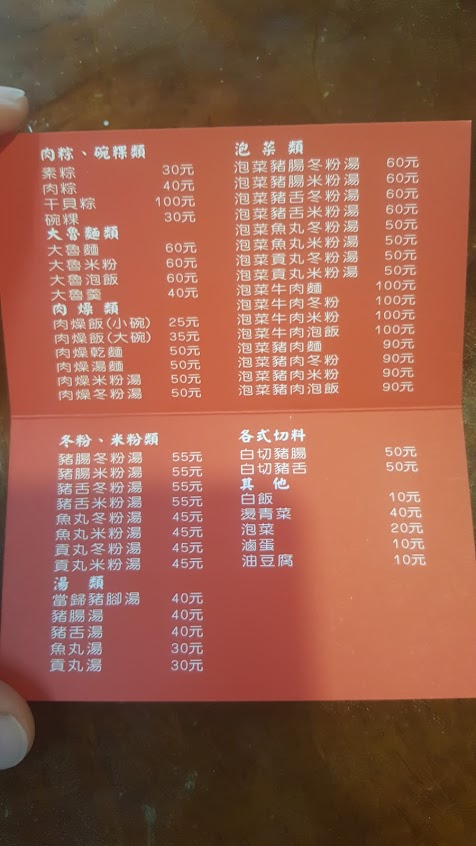 肉粽、碗粿類
素粽 30元
肉粽 40元
干貝粽 100元
碗粿 30元
大魯麵類
大魯麵 60元
大魯米粉 60元
大魯泡飯 60元
大魯羹 40元
肉燥類
肉燥飯(小碗) 25元
肉燥飯(大碗) 35元
肉燥乾麵 50元
肉燥湯麵 50元
肉燥米粉湯 50元
肉燥冬粉湯 50元
泡菜類
泡菜豬腸冬粉湯 60元
泡菜豬腸米粉湯 60元
泡菜豬舌冬粉湯 60元
泡菜豬舌米粉湯 60元
泡菜魚丸冬粉湯 50元
泡菜魚丸米粉湯 50元
泡菜貢丸冬粉湯 50元
泡菜貢丸米粉湯 50元
泡菜牛肉麵 100元
泡菜牛肉冬粉 100元
泡菜牛肉米粉 100元
泡菜牛肉泡飯 100元
泡菜豬肉麵 90元
泡菜豬肉冬粉 90元
泡菜豬肉米粉 90元
泡菜豬肉泡飯 90元
冬粉、米粉類
豬腸冬粉湯 55元
豬腸米粉湯 55元
豬舌冬粉湯 55元
豬舌米粉湯 55元
魚丸冬粉湯 45元
魚丸米粉湯 45元
貢丸冬粉湯 45元
貢丸米粉湯 45元
湯類
當歸豬腳湯 40元
豬腸湯 40元
豬舌湯 40元
魚丸湯 30元
貢丸湯 30元
各式切料
白切豬腸 50元
白切豬舌 50元
其他
白飯 10元
燙青菜 40元
泡菜 20元
滷蛋 10元
油豆腐 10元